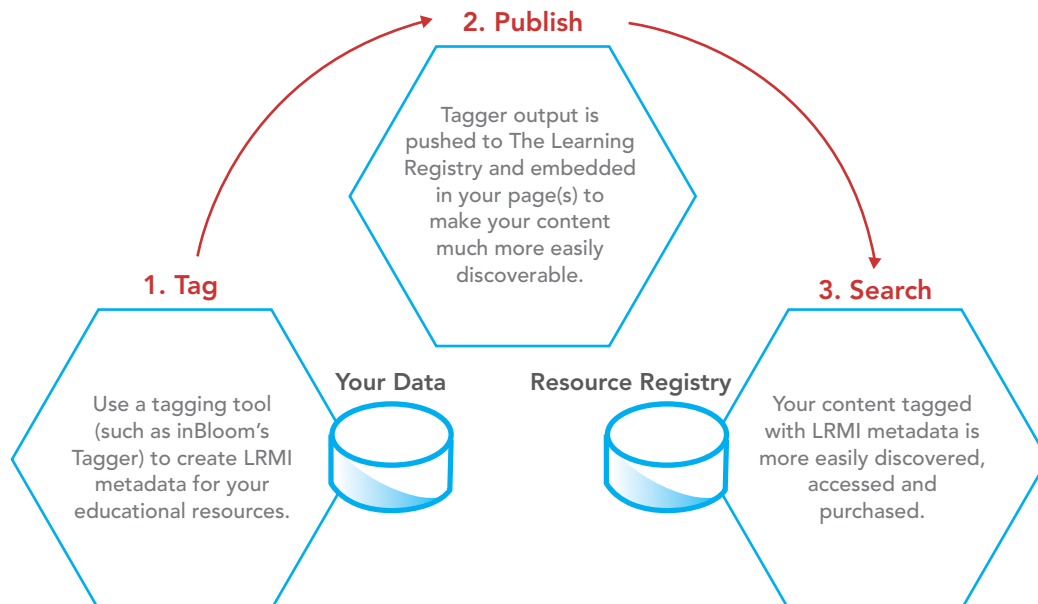 2. Publish
Tagger output is
pushed to The Learning
Registry and embedded
in your page(s) to
make your content
much more easily
discoverable.
1. Tag
Use a tagging tool
(such as inBloom’s
Tagger) to create LRMI
metadata for your
educational resources.
Your Data
Resource Registry
3. Search
Your content tagged
with LRMI metadata is
more easily discovered,
accessed and
purchased.